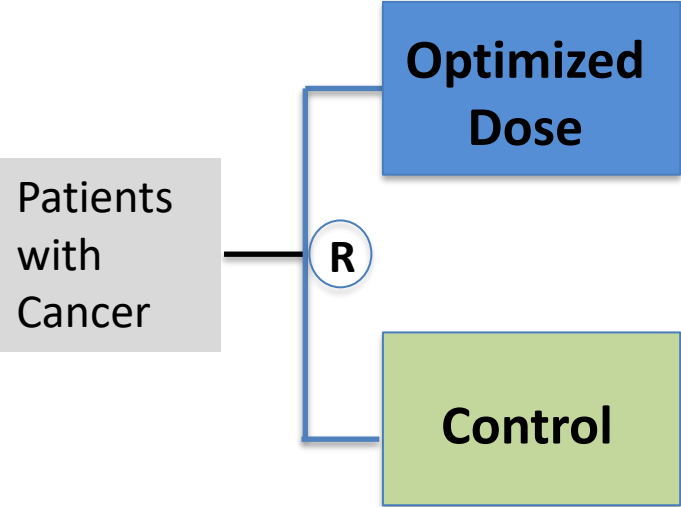 Optimized
Dose
Patients
with
Cancer
R
Control